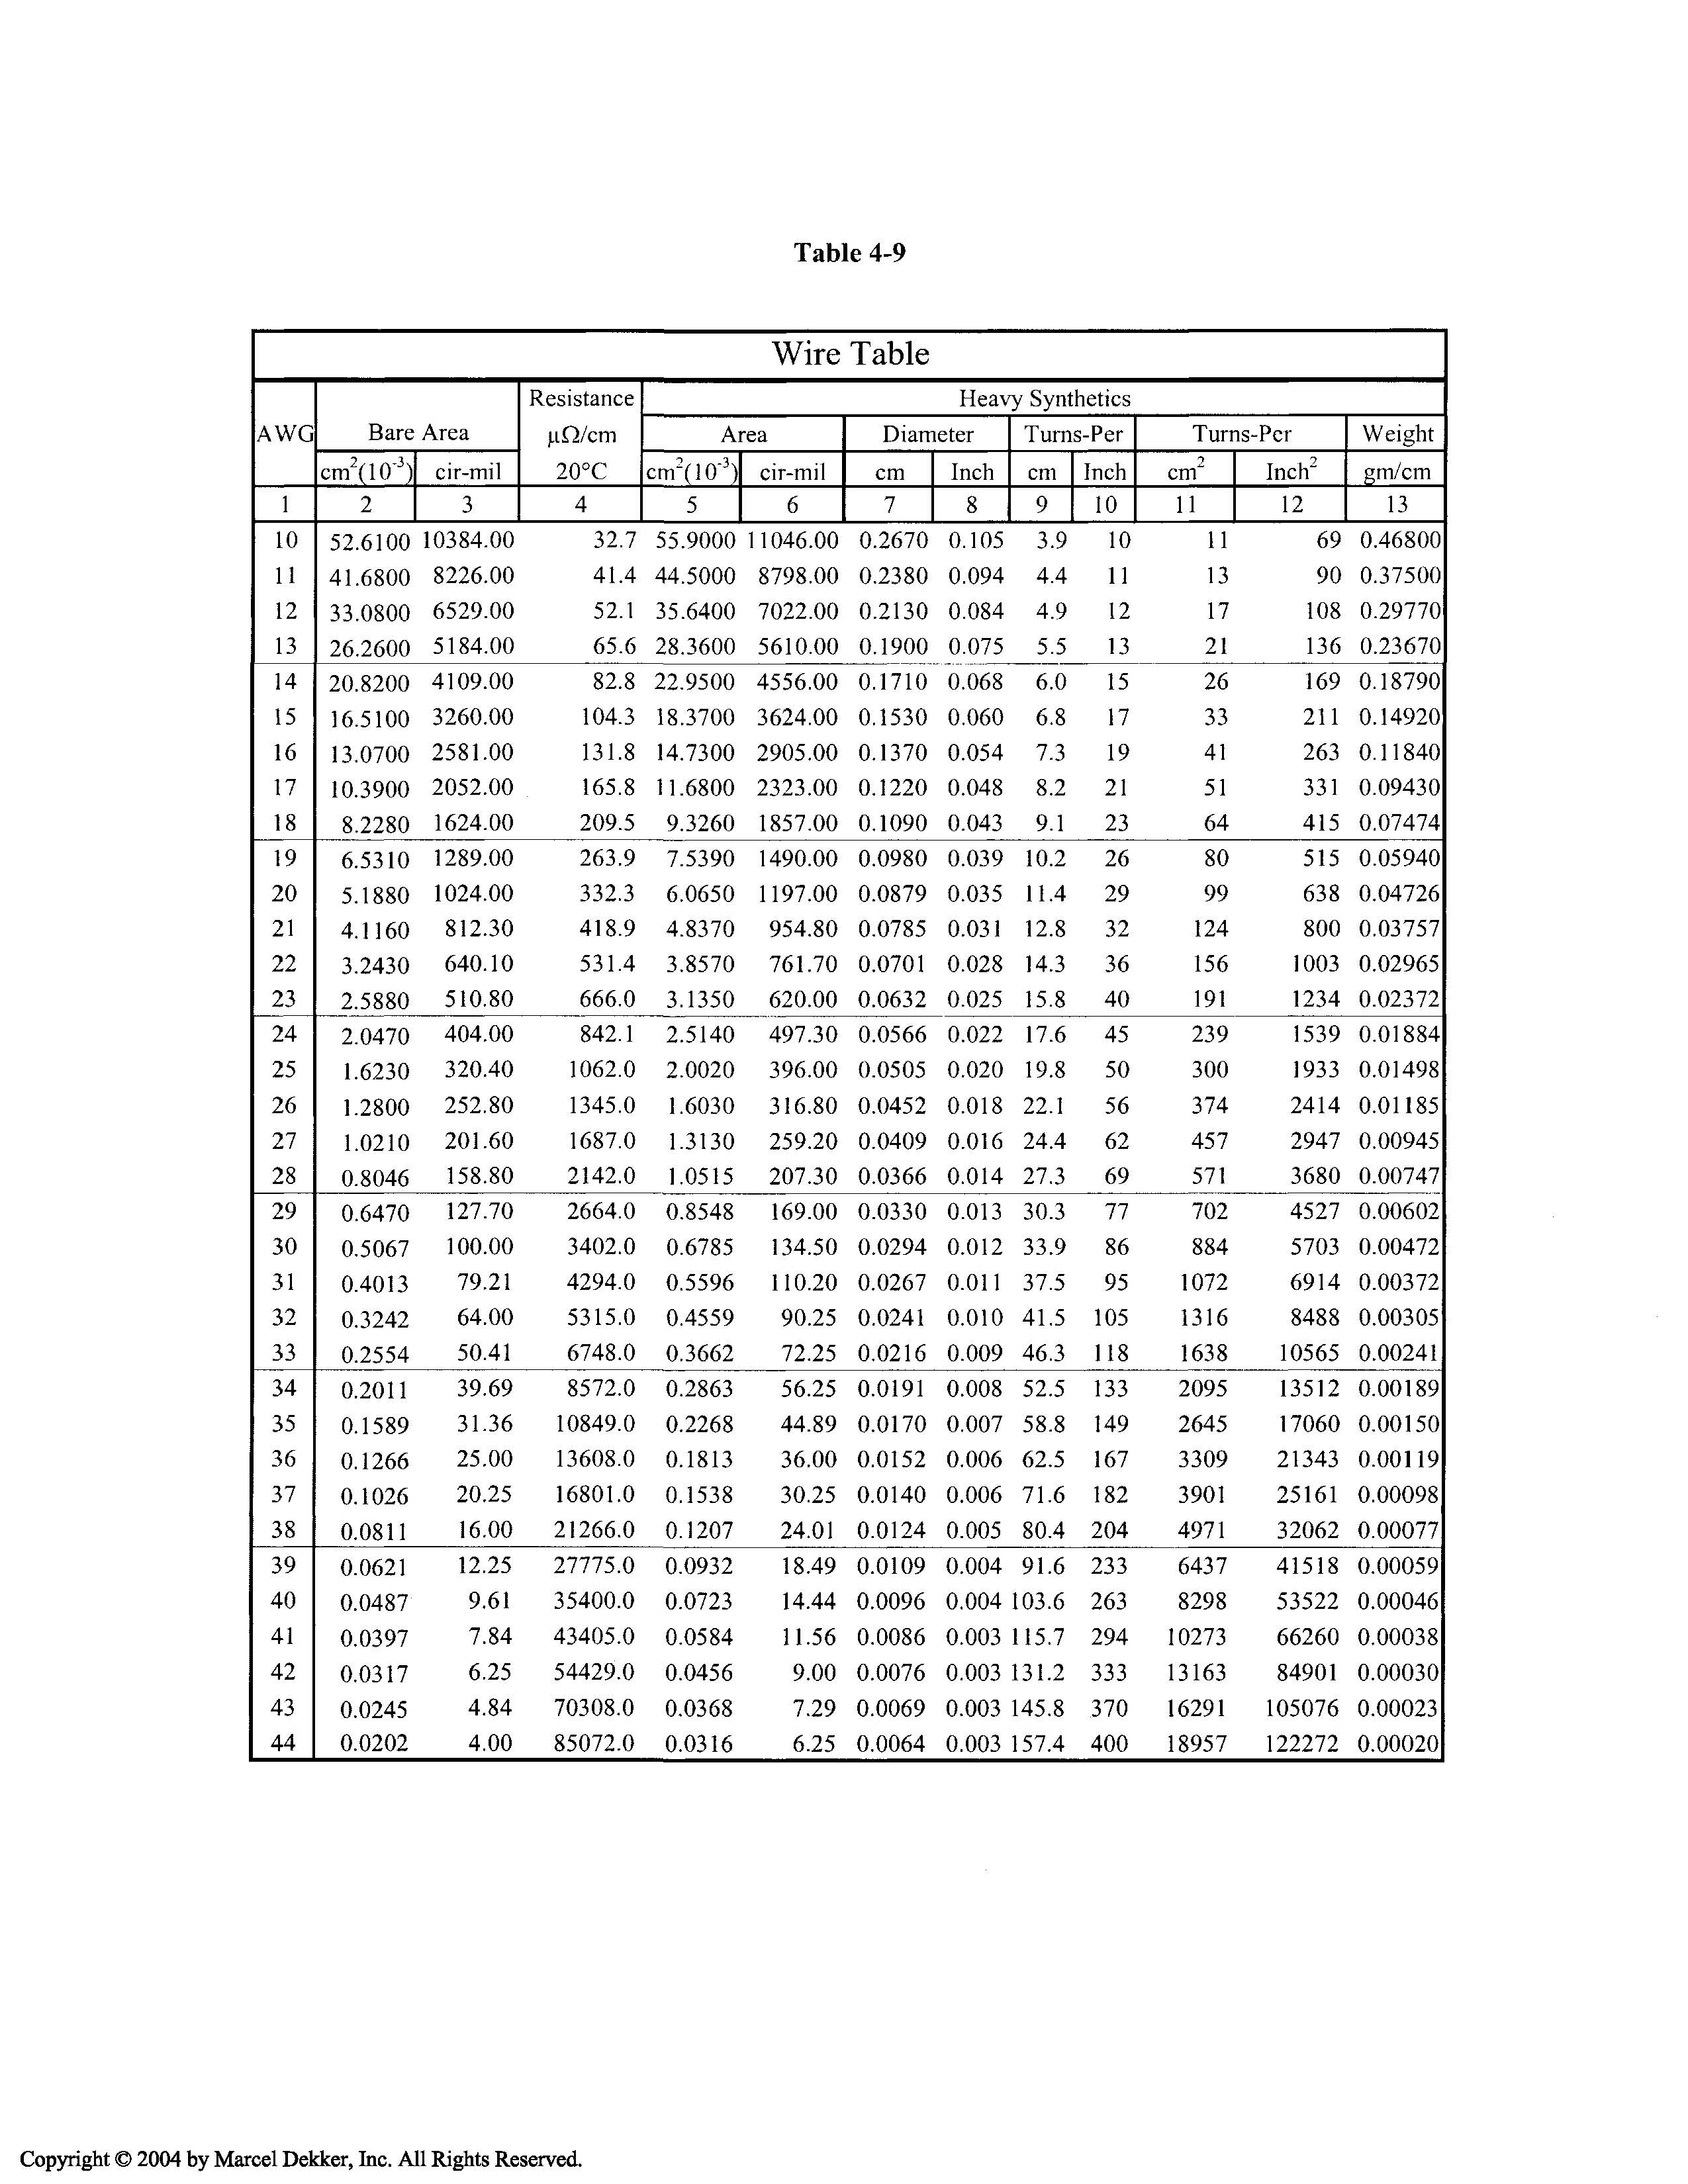 Table 4-9
Wire Table
AWG Bare Area Resistance Heavy Synthetics
μΩ/cm Area Diameter Turns-Per Turns-Per Weight
cm²(10⁻³) cir-mil 20°C cm²(10⁻³) cir-mil cm Inch cm Inch cm² Inch² gm/cm
1 2 3 4 5 6 7 8 9 10 11 12 13
10 52.6100 10384.00 32.7 55.9000 11046.00 0.2670 0.105 3.9 10 11 69 0.46800
11 41.6800 8226.00 41.4 44.5000 8798.00 0.2380 0.094 4.4 11 13 90 0.37500
12 33.0800 6529.00 52.1 35.6400 7022.00 0.2130 0.084 4.9 12 17 108 0.29770
13 26.2600 5184.00 65.6 28.3600 5610.00 0.1900 0.075 5.5 13 21 136 0.23670
14 20.8200 4109.00 82.8 22.9500 4556.00 0.1710 0.068 6.0 15 26 169 0.18790
15 16.5100 3260.00 104.3 18.3700 3624.00 0.1530 0.060 6.8 17 33 211 0.14920
16 13.0700 2581.00 131.8 14.7300 2905.00 0.1370 0.054 7.3 19 41 263 0.11840
17 10.3900 2052.00 165.8 11.6800 2323.00 0.1220 0.048 8.2 21 51 331 0.09430
18 8.2280 1624.00 209.5 9.3260 1857.00 0.1090 0.043 9.1 23 64 415 0.07474
19 6.5310 1289.00 263.9 7.5390 1490.00 0.0980 0.039 10.2 26 80 515 0.05940
20 5.1880 1024.00 332.3 6.0650 1197.00 0.0879 0.035 11.4 29 99 638 0.04726
21 4.1160 812.30 418.9 4.8370 954.80 0.0785 0.031 12.8 32 124 800 0.03757
22 3.2430 640.10 531.4 3.8570 761.70 0.0701 0.028 14.3 36 156 1003 0.02965
23 2.5880 510.80 666.0 3.1350 620.00 0.0632 0.025 15.8 40 191 1234 0.02372
24 2.0470 404.00 842.1 2.5140 497.30 0.0566 0.022 17.6 45 239 1539 0.01884
25 1.6230 320.40 1062.0 2.0020 396.00 0.0505 0.020 19.8 50 300 1933 0.01498
26 1.2800 252.80 1345.0 1.6030 316.80 0.0452 0.018 22.1 56 374 2414 0.01185
27 1.0210 201.60 1687.0 1.3130 259.20 0.0409 0.016 24.4 62 457 2947 0.00945
28 0.8046 158.80 2142.0 1.0515 207.30 0.0366 0.014 27.3 69 571 3680 0.00747
29 0.6470 127.70 2664.0 0.8548 169.00 0.0330 0.013 30.3 77 702 4527 0.00602
30 0.5067 100.00 3402.0 0.6785 134.50 0.0294 0.012 33.9 86 884 5703 0.00472
31 0.4013 79.21 4294.0 0.5596 110.20 0.0267 0.011 37.5 95 1072 6914 0.00372
32 0.3242 64.00 5315.0 0.4559 90.25 0.0241 0.010 41.5 105 1316 8488 0.00305
33 0.2554 50.41 6748.0 0.3662 72.25 0.0216 0.009 46.3 118 1638 10565 0.00241
34 0.2011 39.69 8572.0 0.2863 56.25 0.0191 0.008 52.5 133 2095 13512 0.00189
35 0.1589 31.36 10849.0 0.2268 44.89 0.0170 0.007 58.8 149 2645 17060 0.00150
36 0.1266 25.00 13608.0 0.1813 36.00 0.0152 0.006 62.5 167 3309 21343 0.00119
37 0.1026 20.25 16801.0 0.1538 30.25 0.0140 0.006 71.6 182 3901 25161 0.00098
38 0.0811 16.00 21266.0 0.1207 24.01 0.0124 0.005 80.4 204 4971 32062 0.00077
39 0.0621 12.25 27775.0 0.0932 18.49 0.0109 0.004 91.6 233 6437 41518 0.00059
40 0.0487 9.61 35400.0 0.0723 14.44 0.0096 0.004 103.6 263 8298 53522 0.00046
41 0.0397 7.84 43405.0 0.0584 11.56 0.0086 0.003 115.7 294 10273 66260 0.00038
42 0.0317 6.25 54429.0 0.0456 9.00 0.0076 0.003 131.2 333 13163 84901 0.00030
43 0.0245 4.84 70308.0 0.0368 7.29 0.0069 0.003 145.8 370 16291 105076 0.00023
44 0.0202 4.00 85072.0 0.0316 6.25 0.0064 0.003 157.4 400 18957 122272 0.00020
Copyright © 2004 by Marcel Dekker, Inc. All Rights Reserved.